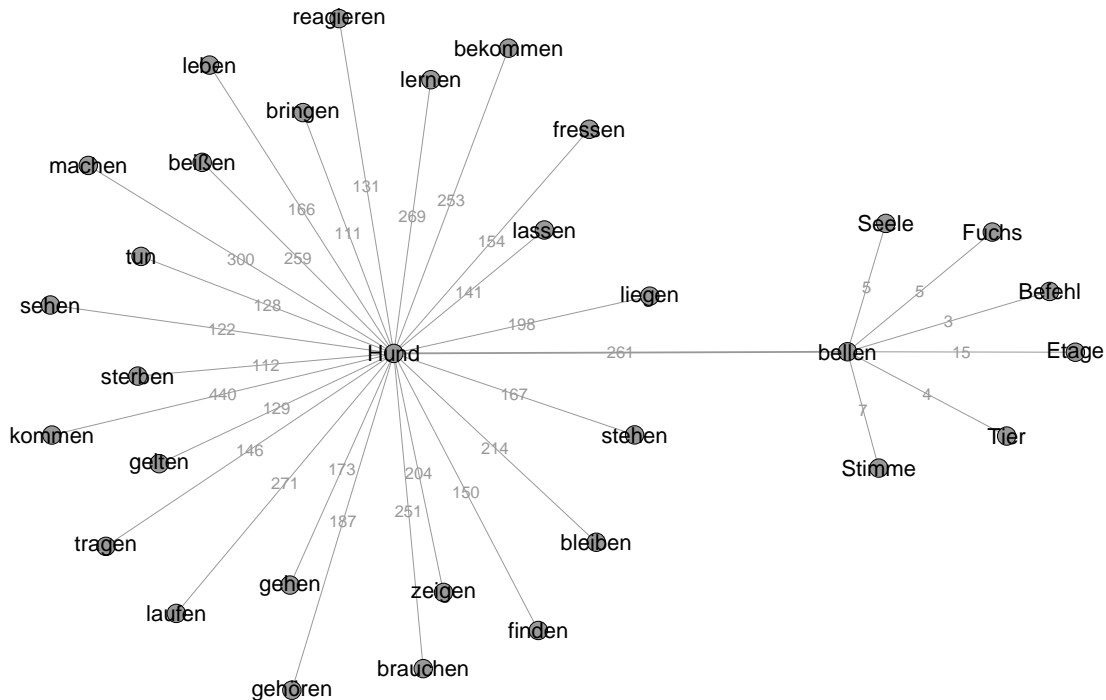 reagieren
bekommen
leben
lernen
bringen
fressen
beißen
machen
131
253
166
269
111
154
lassen
Seele
Fuchs
tun
300
259
141
5
5
Befehl
sehen
128
liegen
122
198
3
Hund
261
bellen
15
Etage
sterben
112
440
167
4
129
7
kommen
stehen
Tier
146
214
gelten
173
204
Stimme
271
150
187
251
tragen
bleiben
gehen
zeigen
laufen
finden
brauchen
gehören